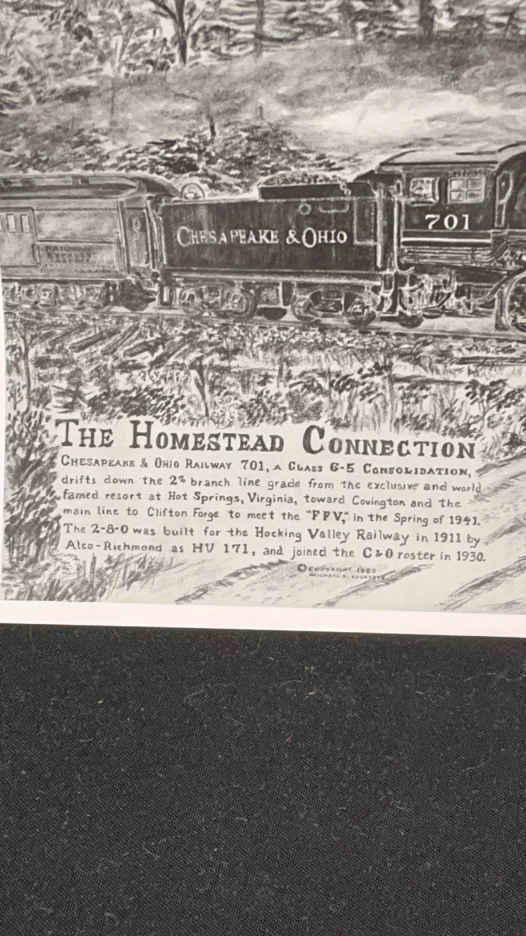 CHESAPEAKE & OHIO
701
THE HOMESTEAD CONNECTION
CHESAPEAKE & OHIO RAILWAY 701, A CLASS G-5 CONSOLIDATION,
drifts down the 2% branch line grade from the exclusive and world
famed resort at Hot Springs, Virginia, toward Covington and the
main line to Clifton Forge to meet the "FFV," in the Spring of 1941.
The 2-8-0 was built for the Hocking Valley Railway in 1911 by
Alco-Richmond as HV 171, and joined the C&O roster in 1930.
© COPYRIGHT